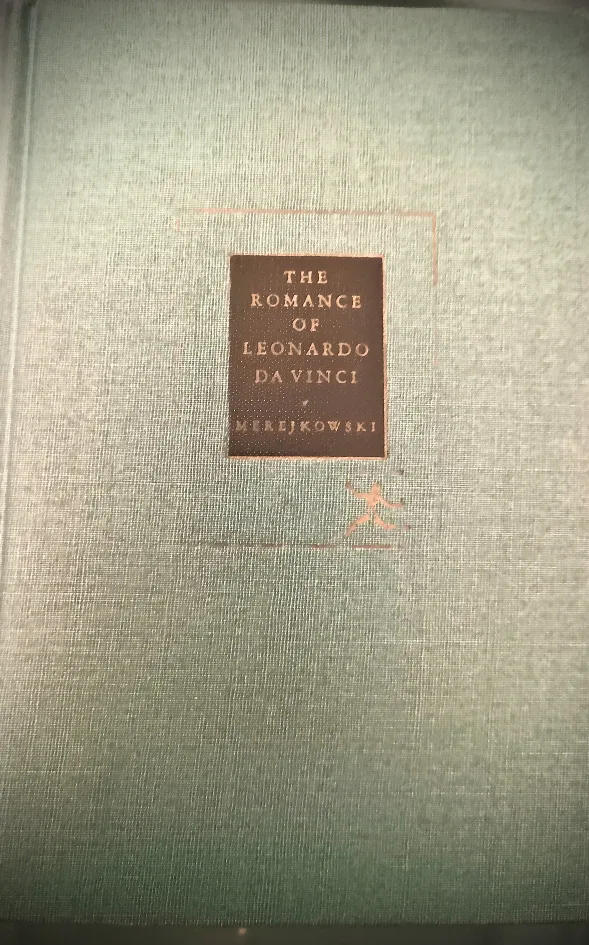 THE
ROMANCE
OF
LEONARDO
DA VINCI
MEREJKOWSKI